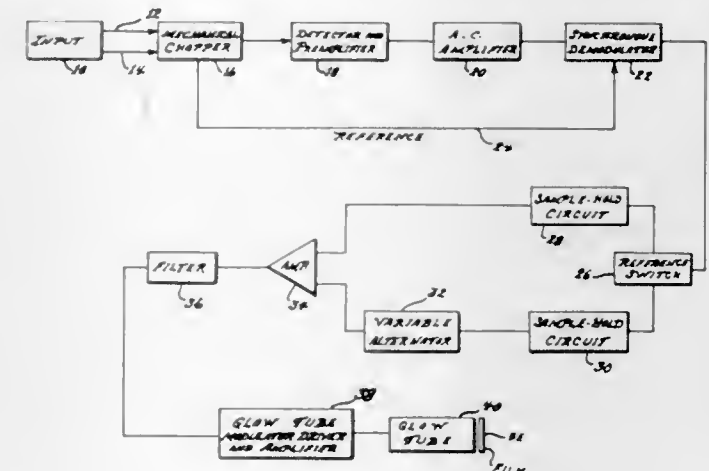 12
INPUT
10
14
MECHANICAL
CHOPPER
16
DETECTOR AND
PREAMPLIFIER
18
A.C.
AMPLIFIER
20
SYNCHRONOUS
DEMODULATOR
22
REFERENCE
24
SAMPLE-HOLD
CIRCUIT
28
REFERENCE
SWITCH
26
FILTER
36
AMP
34
32
VARIABLE
ALTERNATER
SAMPLE-HOLD
CIRCUIT
30
GLOW TUBE
MODULATOR DRIVER
AND AMPLIFIER
40
GLOW
TUBE
FILM